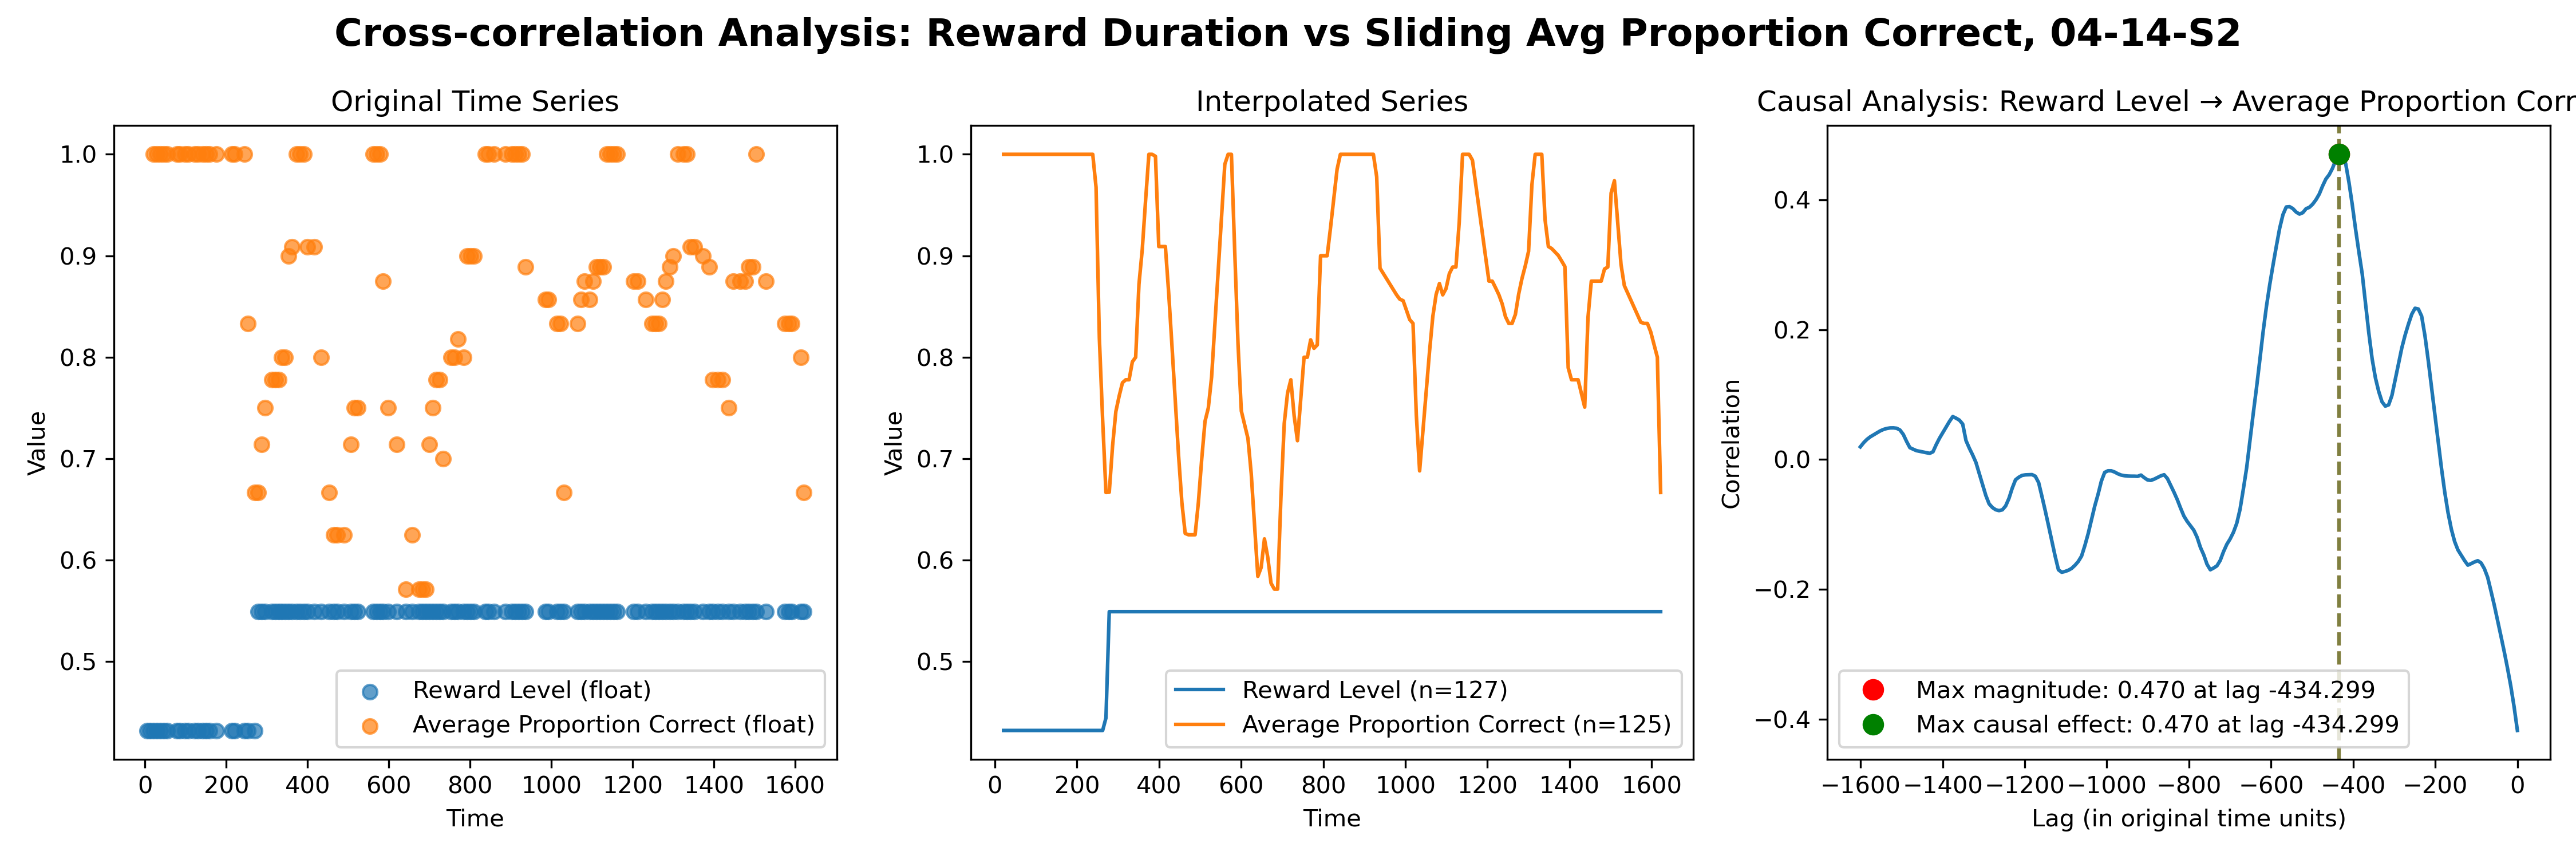 Cross-correlation Analysis: Reward Duration vs Sliding Avg Proportion Correct, 04-14-S2
Original Time Series
Value
1.0
0.9
0.8
0.7
0.6
0.5
Reward Level (float)
Average Proportion Correct (float)
0 200 400 600 800 1000 1200 1400 1600
Time
Interpolated Series
Value
1.0
0.9
0.8
0.7
0.6
0.5
Reward Level (n=127)
Average Proportion Correct (n=125)
0 200 400 600 800 1000 1200 1400 1600
Time
Causal Analysis: Reward Level → Average Proportion Corr
Correlation
0.4
0.2
0.0
−0.2
−0.4
Max magnitude: 0.470 at lag -434.299
Max causal effect: 0.470 at lag -434.299
−1600 −1400 −1200 −1000 −800 −600 −400 −200 0
Lag (in original time units)